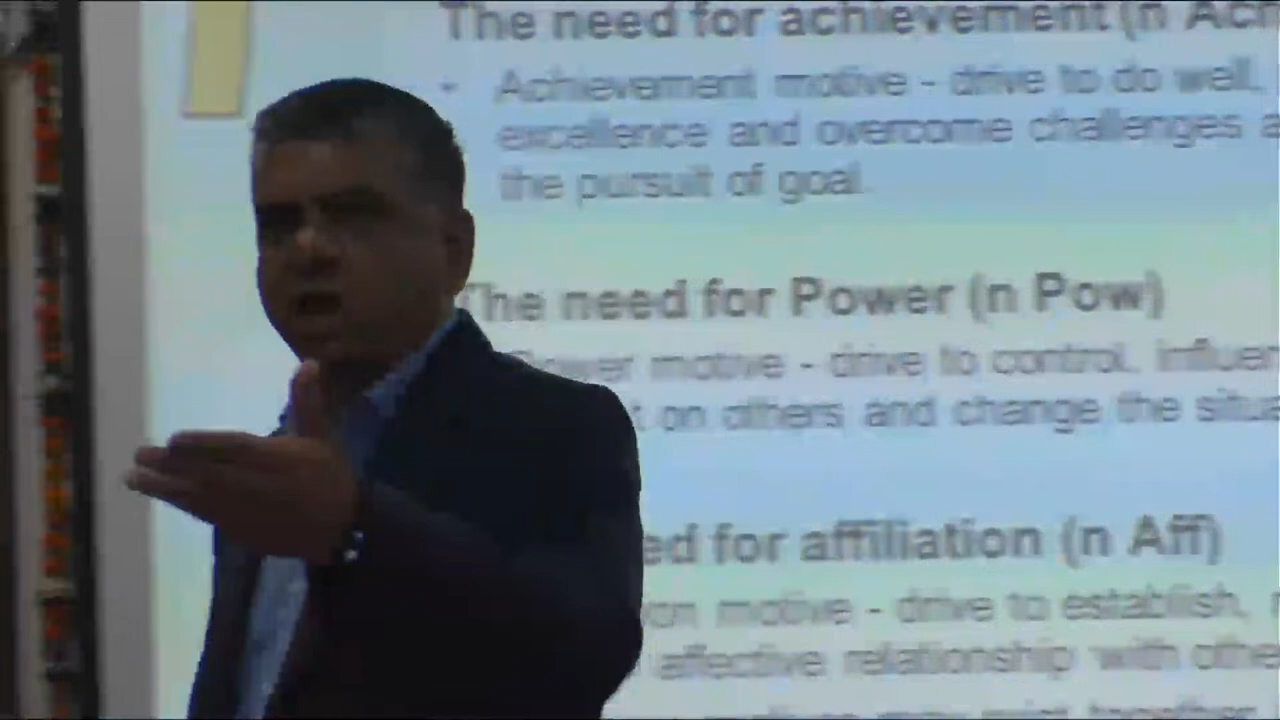 The need for achievement (n Ach
- Achievement motive - drive to do well,
excellence and overcome challenges a
the pursuit of goal.
The need for Power (n Pow)
Power motive - drive to control, influen
t on others and change the situa
ed for affiliation (n Aff)
on motive - drive to establish,
affective relationship with othe